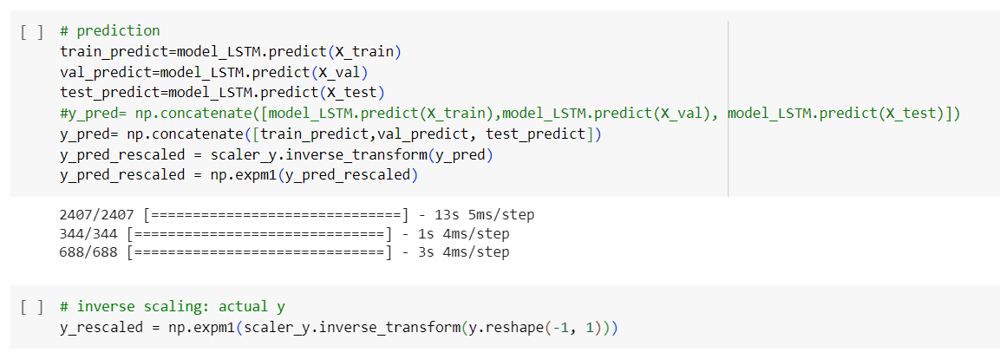 [ ] # prediction
train_predict=model_LSTM.predict(X_train)
val_predict=model_LSTM.predict(X_val)
test_predict=model_LSTM.predict(X_test)
#y_pred= np.concatenate([model_LSTM.predict(X_train),model_LSTM.predict(X_val), model_LSTM.predict(X_test)])
y_pred= np.concatenate([train_predict,val_predict, test_predict])
y_pred_rescaled = scaler_y.inverse_transform(y_pred)
y_pred_rescaled = np.expm1(y_pred_rescaled)
2407/2407 [==============================] - 13s 5ms/step
344/344 [==============================] - 1s 4ms/step
688/688 [==============================] - 3s 4ms/step
[ ] # inverse scaling: actual y
y_rescaled = np.expm1(scaler_y.inverse_transform(y.reshape(-1, 1)))